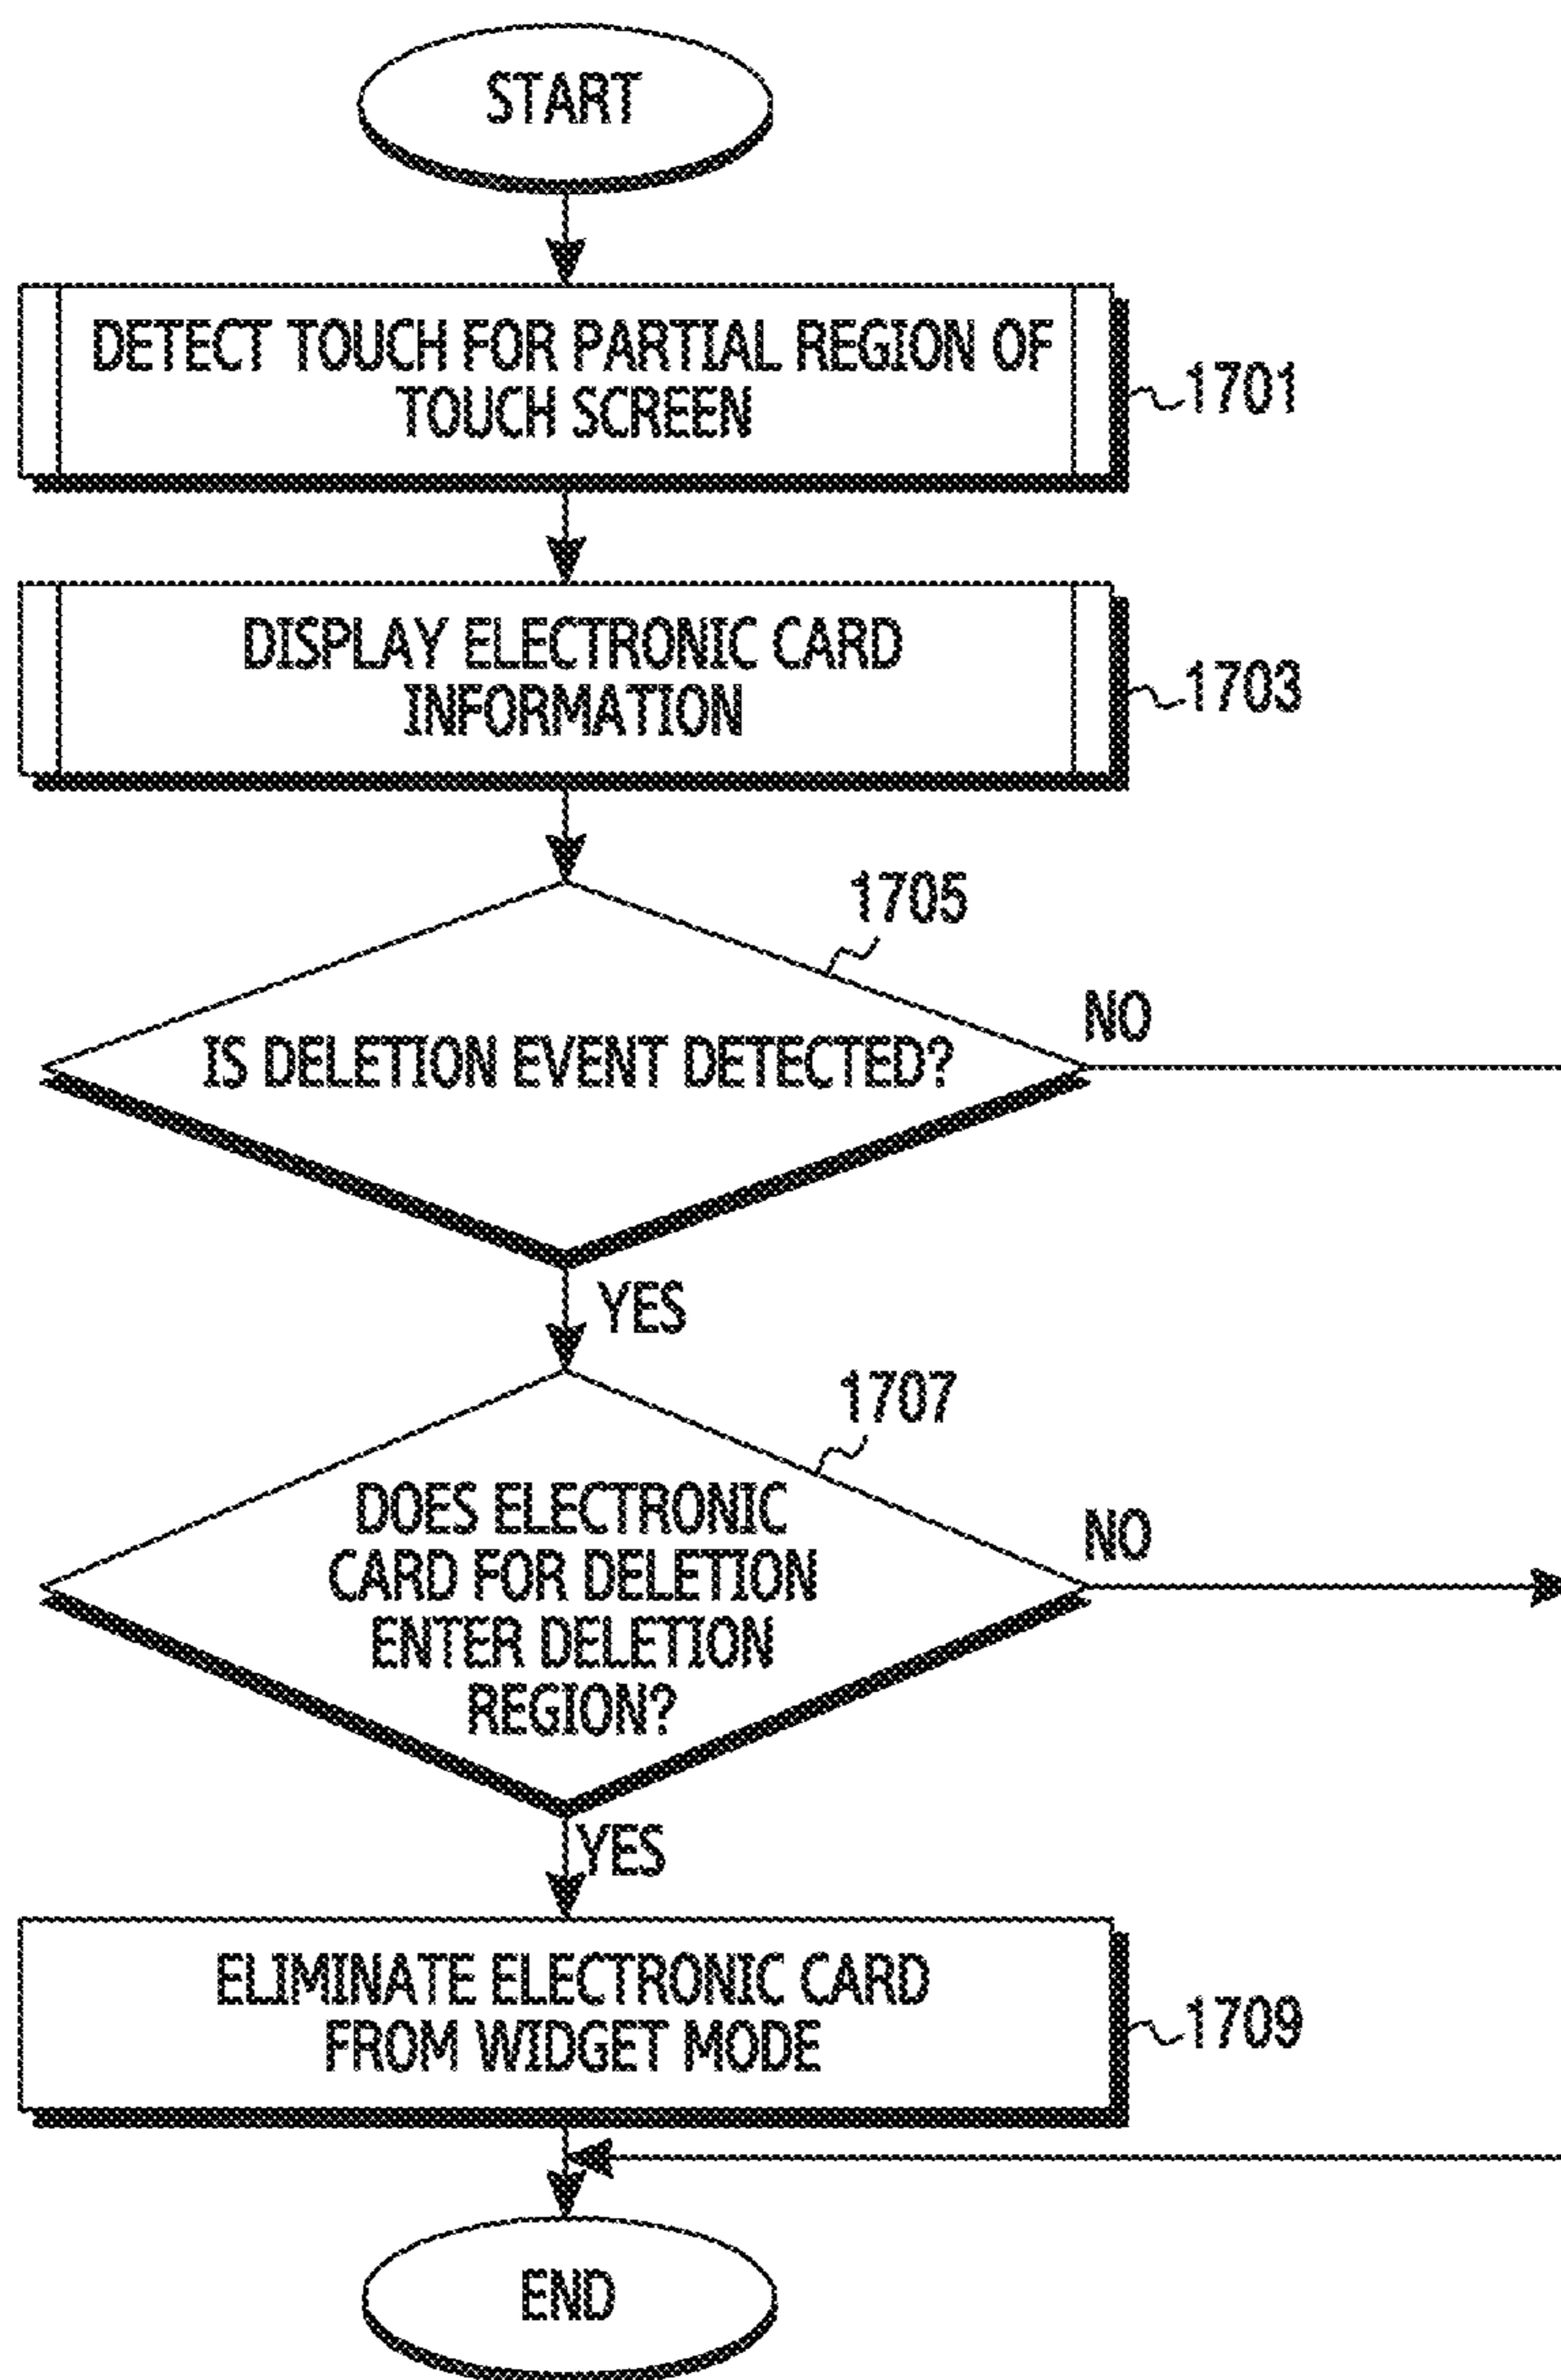 START
DETECT TOUCH FOR PARTIAL REGION OF
TOUCH SCREEN
1701
DISPLAY ELECTRONIC CARD
INFORMATION
1703
1705
IS DELETION EVENT DETECTED?
NO
YES
1707
DOES ELECTRONIC
CARD FOR DELETION
ENTER DELETION
REGION?
NO
YES
ELIMINATE ELECTRONIC CARD
FROM WIDGET MODE
1709
END